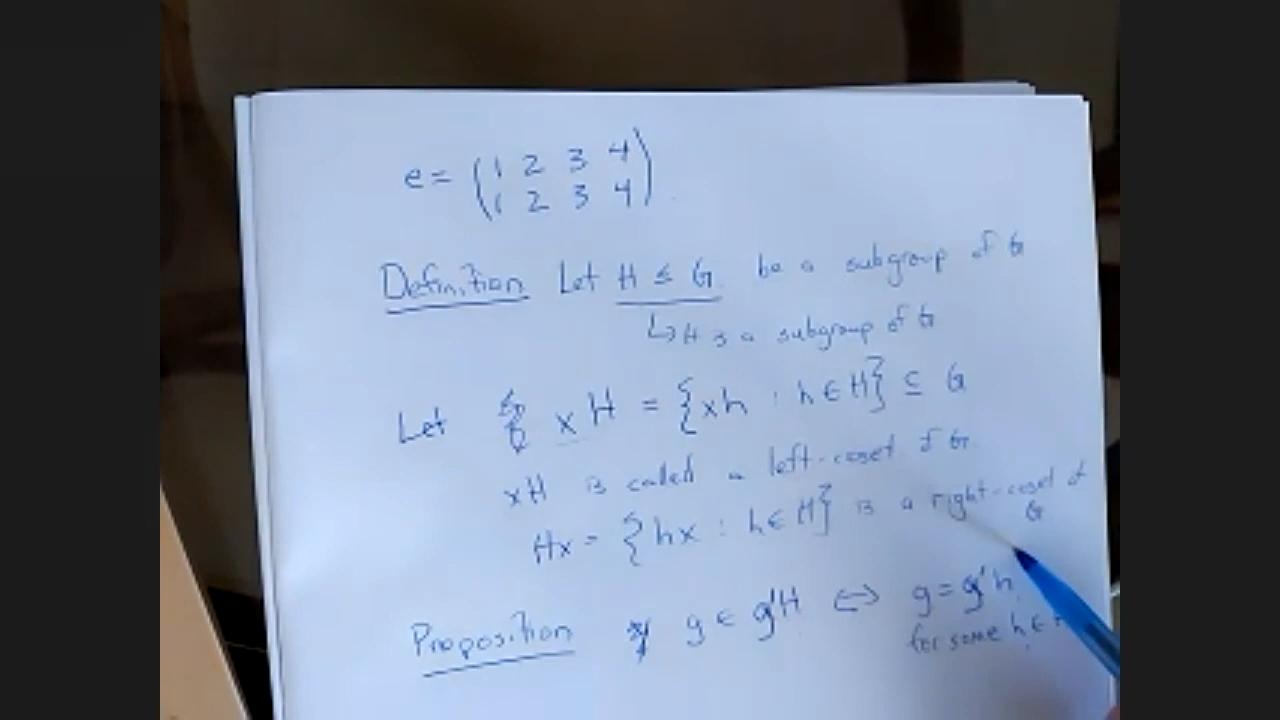 e = ( 1 2 3 4
1 2 3 4 )
Definition Let H ≤ G be a subgroup of G
↳ H is a subgroup of G
Let xH = {xh : h ∈ H} ⊆ G
xH is called a left-coset of G
Hx = {hx : h ∈ H} is a right-coset of
G
Proposition g ∈ g'H ⟺ g = g'h
for some h ∈